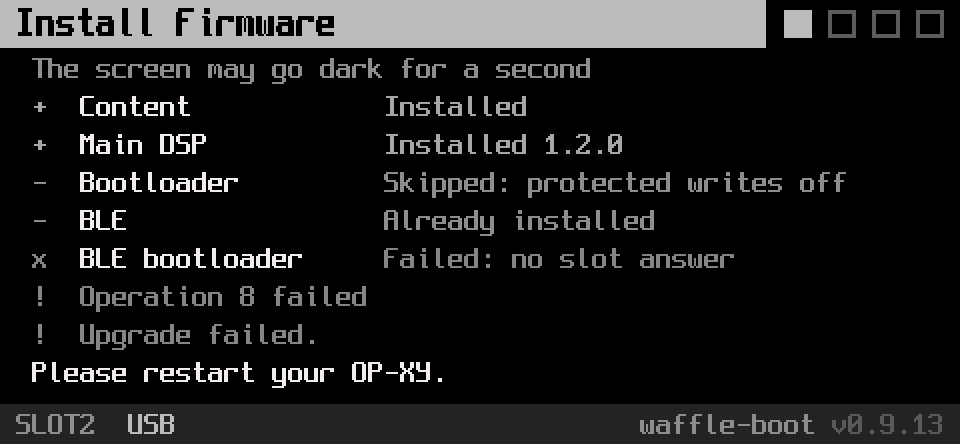 Install Firmware
The screen may go dark for a second
+ Content Installed
+ Main DSP Installed 1.2.0
- Bootloader Skipped: protected writes off
- BLE Already installed
x BLE bootloader Failed: no slot answer
! Operation 8 failed
! Upgrade failed.
Please restart your OP-XY.
SLOT2 USB waffle-boot v0.9.13